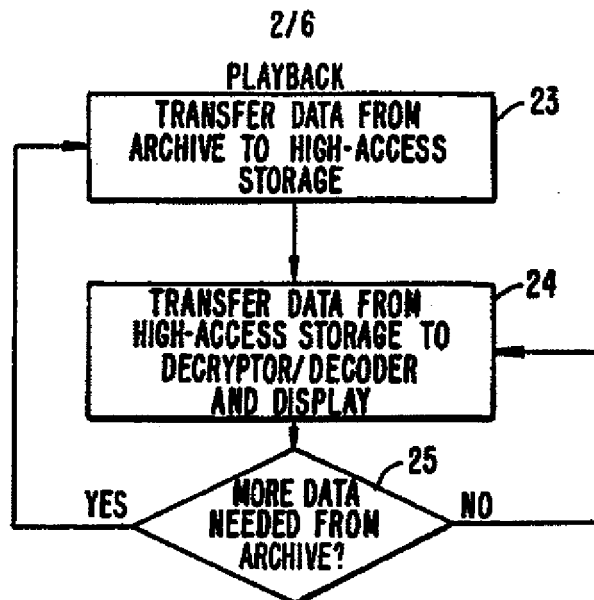 2/6
PLAYBACK
TRANSFER DATA FROM
ARCHIVE TO HIGH-ACCESS
STORAGE
23
TRANSFER DATA FROM
HIGH-ACCESS STORAGE TO
DECRYPTOR/DECODER
AND DISPLAY
24
MORE DATA
NEEDED FROM
ARCHIVE?
25
YES
NO